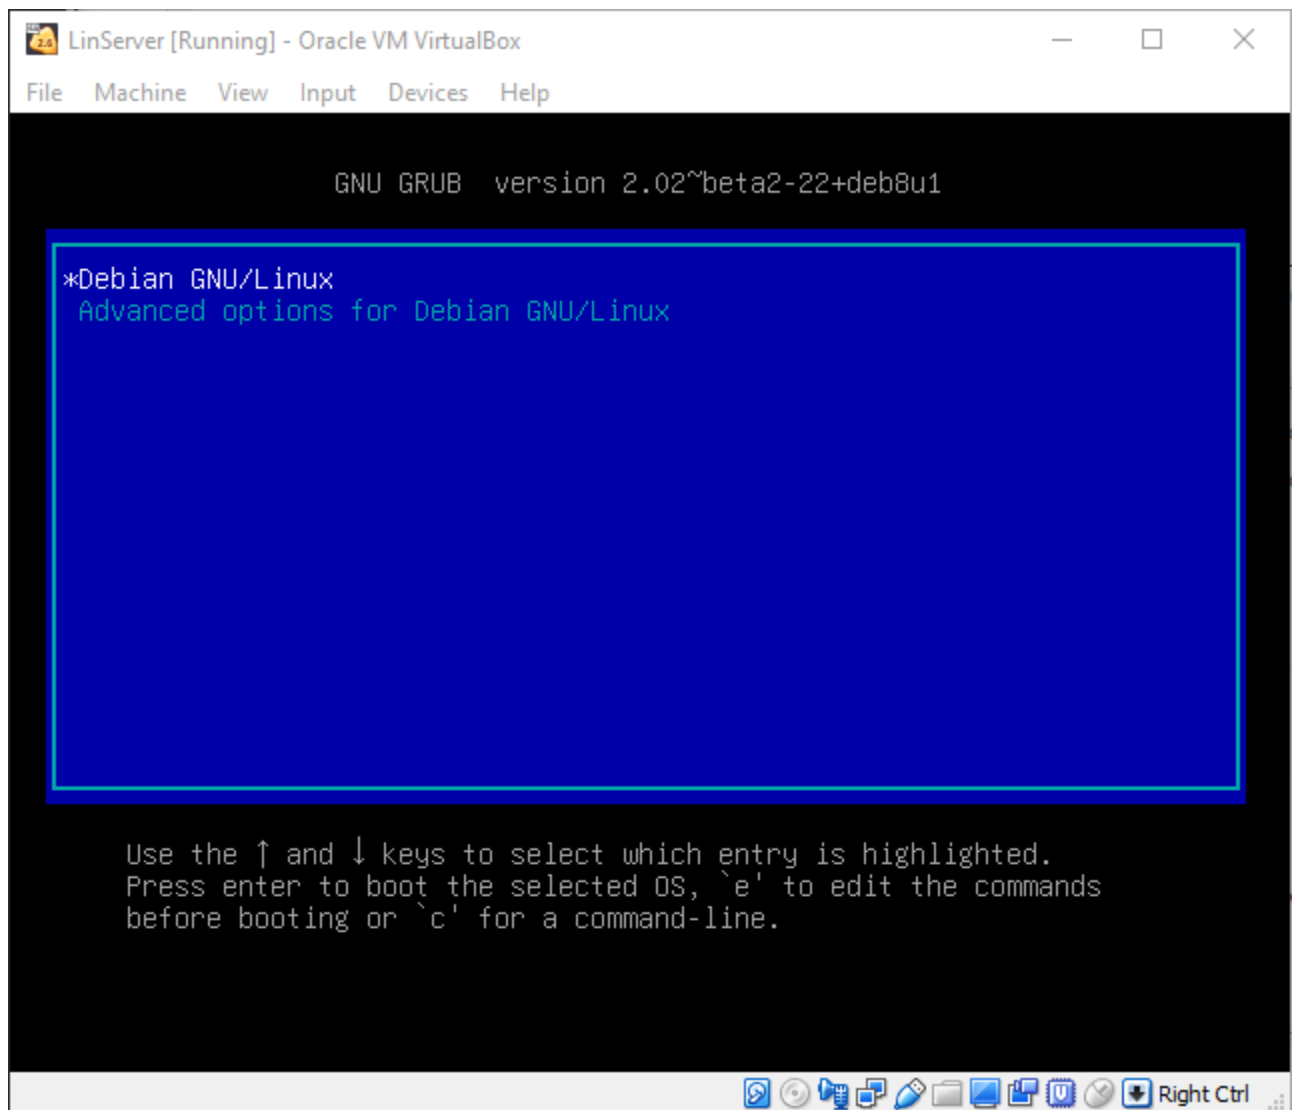 LinServer [Running] - Oracle VM VirtualBox
File Machine View Input Devices Help
GNU GRUB version 2.02~beta2-22+deb8u1
*Debian GNU/Linux
Advanced options for Debian GNU/Linux
Use the ↑ and ↓ keys to select which entry is highlighted.
Press enter to boot the selected OS, `e' to edit the commands
before booting or `c' for a command-line.
Right Ctrl